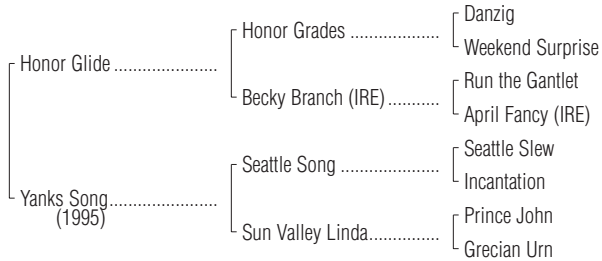 Danzig
Honor Grades ..................
Weekend Surprise
Honor Glide .....................
Run the Gantlet
Becky Branch (IRE) ..........
April Fancy (IRE)
Seattle Slew
Seattle Song ...................
Incantation
Yanks Song.....................
(1995)
Prince John
Sun Valley Linda..............
Grecian Urn